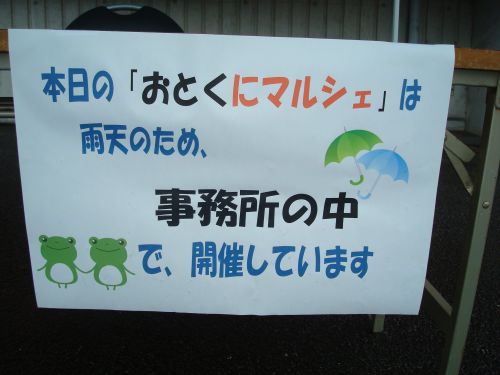 本日の「おとくにマルシェ」は
雨天のため、
事務所の中
で、開催しています